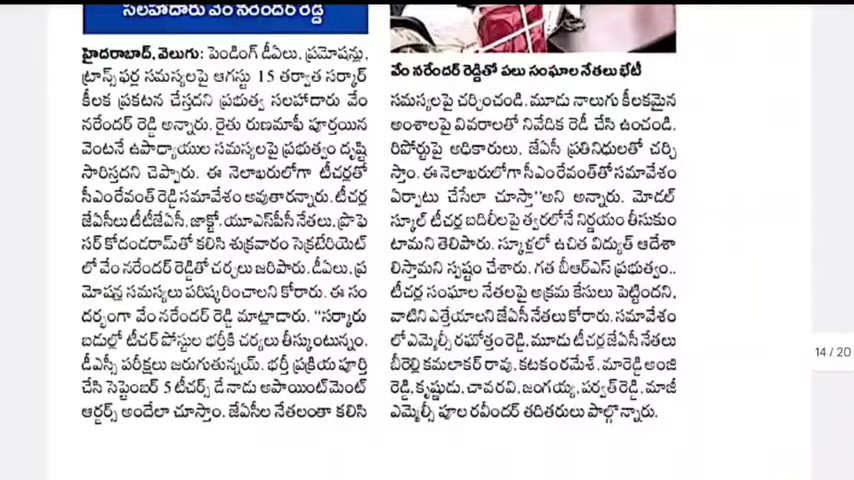 సలహాదారు వేం నరేందర్ రెడ్డి
హైదరాబాద్, వెలుగు: పెండింగ్ డీఏలు, ప్రమోషన్లు,
ట్రాన్స్‌ఫర్ల సమస్యలపై ఆగస్టు 15 తర్వాత సర్కార్
కీలక ప్రకటన చేస్తదని ప్రభుత్వ సలహాదారు వేం
నరేందర్ రెడ్డి అన్నారు. రైతు రుణమాఫీ పూర్తయిన
వెంటనే ఉపాధ్యాయుల సమస్యలపై ప్రభుత్వం దృష్టి
సారిస్తదని చెప్పారు. ఈ నెలాఖరులోగా టీచర్లతో
సీఎంరేవంత్ రెడ్డి సమావేశం అవుతారన్నారు. టీచర్ల
జేఏసీలు టీటీజేఏసీ, జాక్టో, యూఎస్‌పీసీ నేతలు, ప్రొఫె
సర్ కోదండరామ్‌తో కలిసి శుక్రవారం సెక్రటేరియెట్
లో వేం నరేందర్ రెడ్డితో చర్చలు జరిపారు. డీఏలు, ప్ర
మోషన్ల సమస్యలు పరిష్కరించాలని కోరారు. ఈ సం
దర్భంగా వేం నరేందర్ రెడ్డి మాట్లాడారు. ‘‘సర్కారు
బడుల్లో టీచర్ పోస్టుల భర్తీకి చర్యలు తీస్కుంటున్నం.
డీఎస్సీ పరీక్షలు జరుగుతున్నయ్. భర్తీ ప్రక్రియ పూర్తి
చేసి సెప్టెంబర్ 5 టీచర్స్ డే నాడు అపాయింట్‌మెంట్
ఆర్డర్స్ అందేలా చూస్తాం. జేఏసీల నేతలంతా కలిసి
వేం నరేందర్ రెడ్డితో పలు సంఘాల నేతలు భేటీ
సమస్యలపై చర్చించండి. మూడు నాలుగు కీలకమైన
అంశాలపై వివరాలతో నివేదిక రెడీ చేసి ఉంచండి.
రిపోర్టుపై అధికారులు, జేఏసీ ప్రతినిధులతో చర్చి
స్తాం. ఈ నెలాఖరులోగా సీఎంరేవంత్‌తో సమావేశం
ఏర్పాటు చేసేలా చూస్తా’’అని అన్నారు. మోడల్
స్కూల్ టీచర్ల బదిలీలపై త్వరలోనే నిర్ణయం తీసుకుం
టామని తెలిపారు. స్కూళ్లలో ఉచిత విద్యుత్ ఆదేశా
లిస్తామని స్పష్టం చేశారు. గత బీఆర్ఎస్ ప్రభుత్వం..
టీచర్ల సంఘాల నేతలపై అక్రమ కేసులు పెట్టిందని,
వాటిని ఎత్తేయాలని జేఏసీ నేతలు కోరారు. సమావేశం
లో ఎమ్మెల్సీ రఘోత్తంరెడ్డి, మూడు టీచర్ల జేఏసీ నేతలు
బీరెల్లి కమలాకర్ రావు, కటకంరమేశ్, మారెడ్డి అంజి
రెడ్డి, కృష్ణుడు, చావరవి, జంగయ్య, పర్వత్‌రెడ్డి, మాజీ
ఎమ్మెల్సీ పూల రవీందర్ తదితరులు పాల్గొన్నారు.
14 / 20